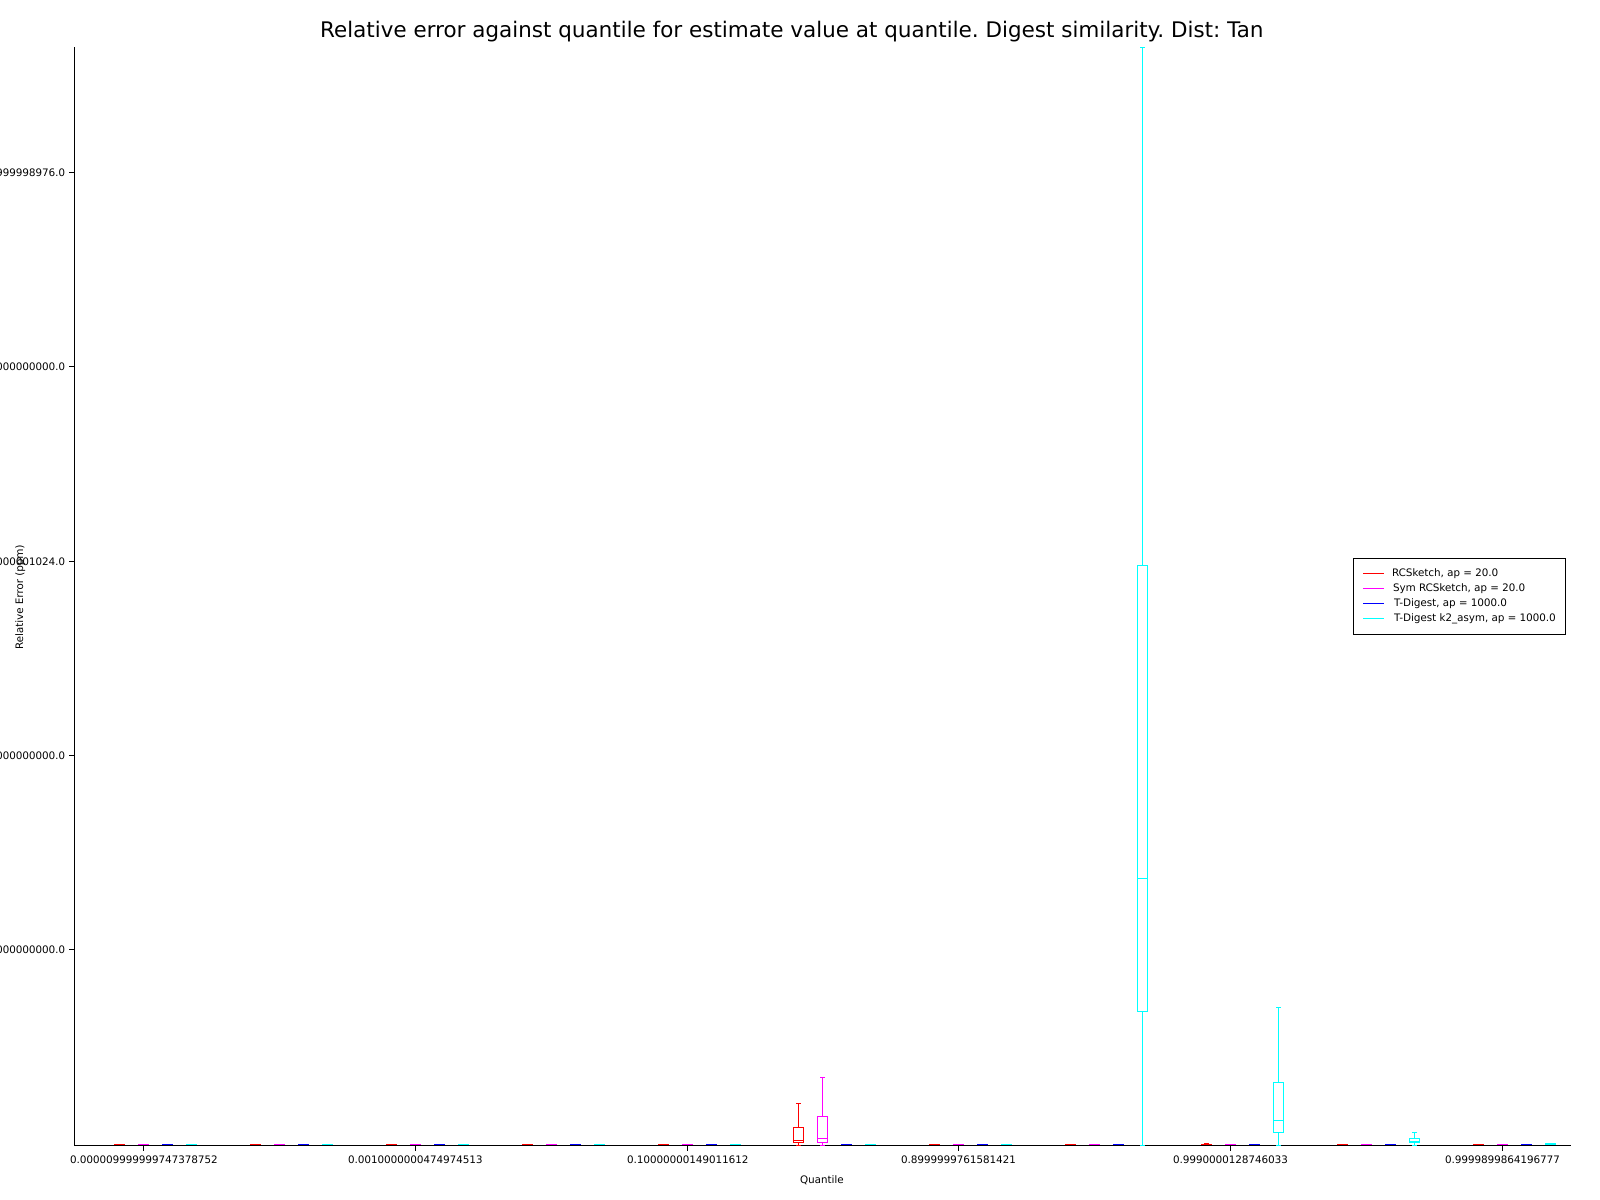 Relative error against quantile for estimate value at quantile. Digest similarity. Dist: Tan
999998976.0
000000000.0
1024.0
000000000.0
000000000.0
Relative Error (ppm)
RCSketch, ap = 20.0
Sym RCSketch, ap = 20.0
T-Digest, ap = 1000.0
T-Digest k2_asym, ap = 1000.0
0.000009999999747378752
0.0010000000474974513
0.10000000149011612
0.8999999761581421
0.9990000128746033
0.9999899864196777
Quantile